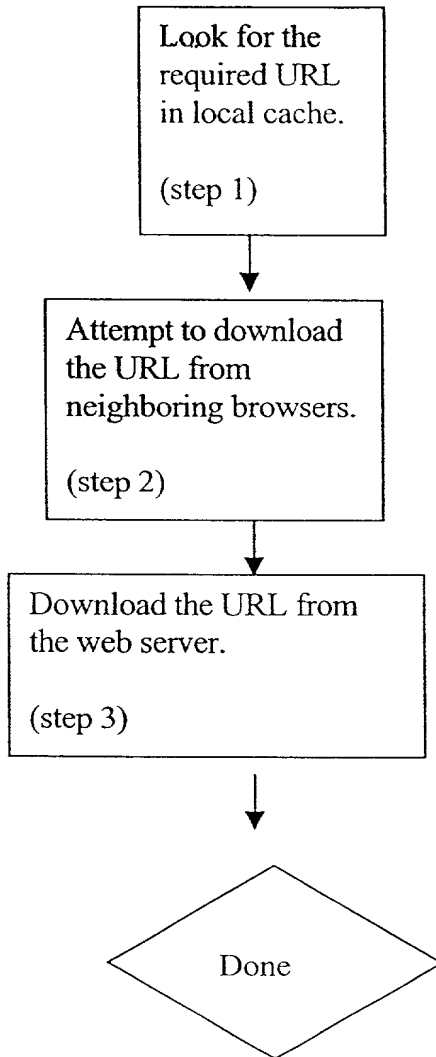 Look for the
required URL
in local cache.
(step 1)
Attempt to download
the URL from
neighboring browsers.
(step 2)
Download the URL from
the web server.
(step 3)
Done